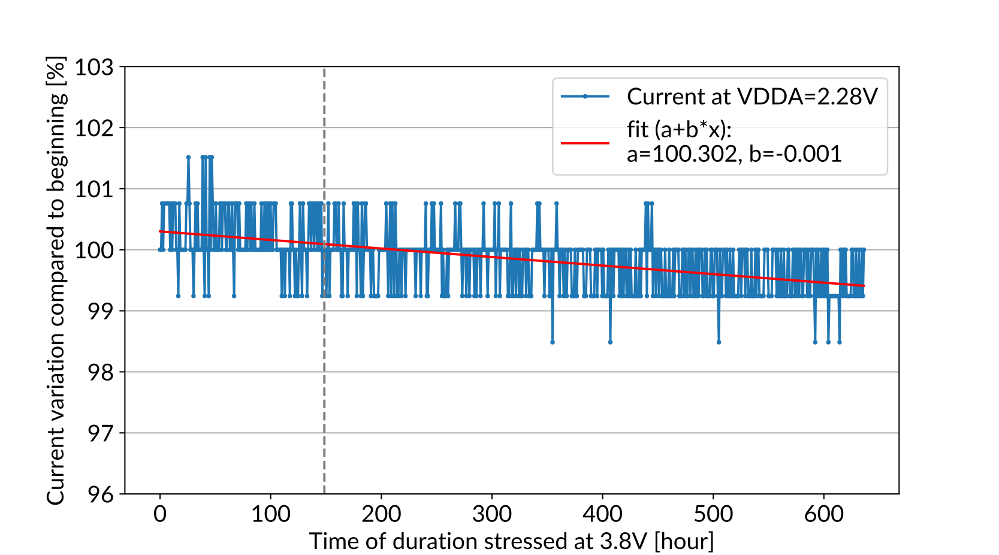 Current variation compared to beginning [%]
103
102
101
100
99
98
97
96
Current at VDDA=2.28V
fit (a+b*x):
a=100.302, b=-0.001
0 100 200 300 400 500 600
Time of duration stressed at 3.8V [hour]